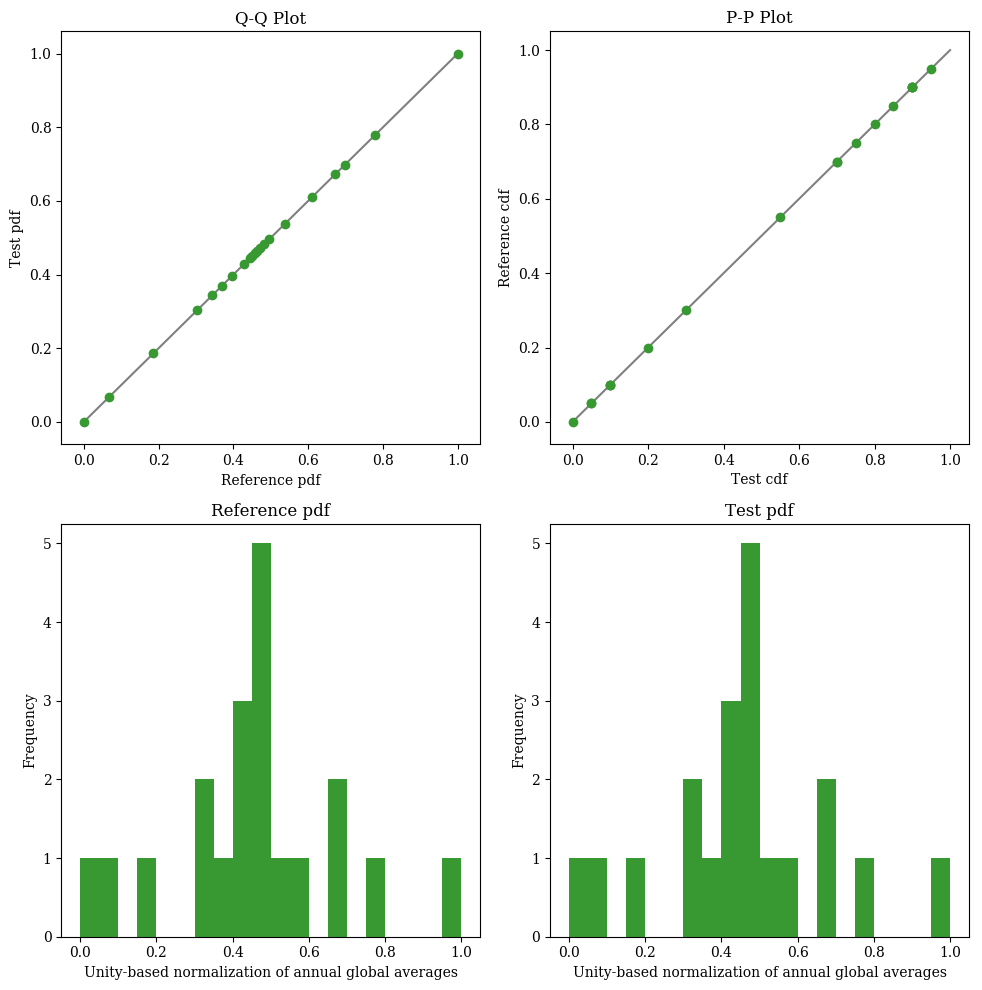 Q-Q Plot
1.0
0.8
0.6
0.4
0.2
0.0
Test pdf
0.0 0.2 0.4 0.6 0.8 1.0
Reference pdf
P-P Plot
1.0
0.8
0.6
0.4
0.2
0.0
Reference cdf
0.0 0.2 0.4 0.6 0.8 1.0
Test cdf
Reference pdf
5
4
3
2
1
0
Frequency
0.0 0.2 0.4 0.6 0.8 1.0
Unity-based normalization of annual global averages
Test pdf
5
4
3
2
1
0
Frequency
0.0 0.2 0.4 0.6 0.8 1.0
Unity-based normalization of annual global averages